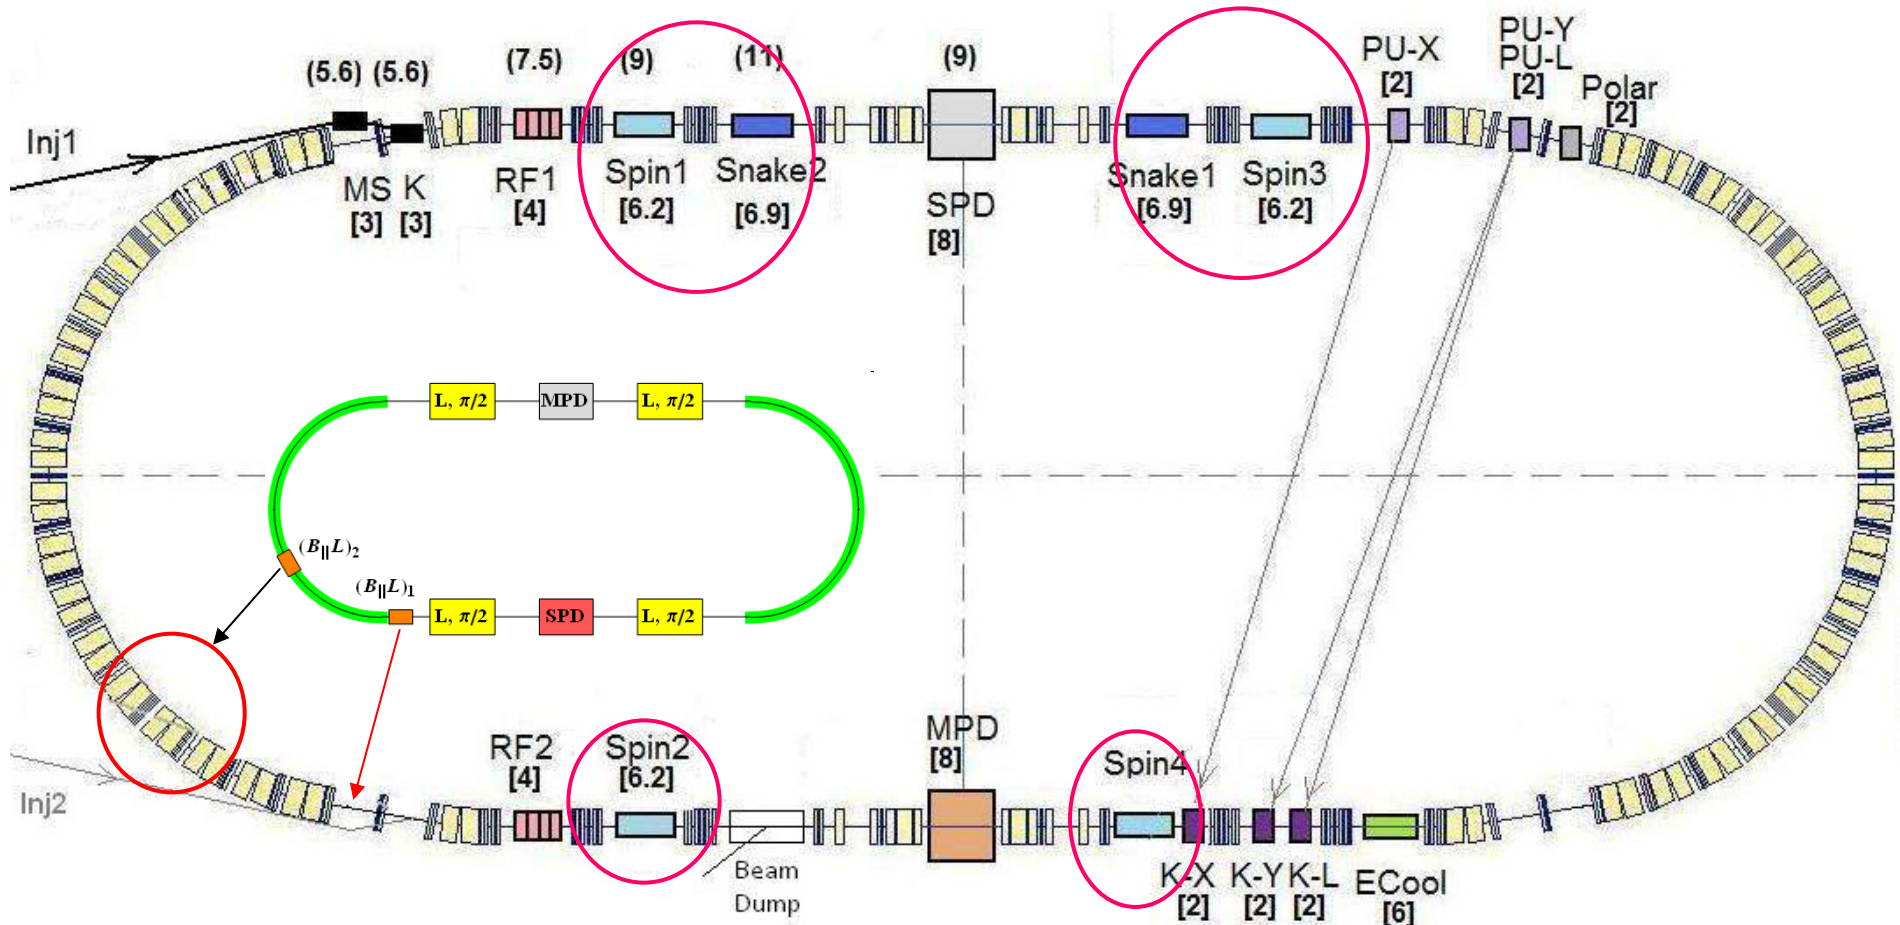 (5.6) (5.6)
(7.5)
(9)
(11)
(9)
PU-X
[2]
PU-Y
PU-L
[2]
Polar
[2]
Inj1
MS K
[3] [3]
RF1
[4]
Spin1
[6.2]
Snake2
[6.9]
SPD
[8]
Snake1
[6.9]
Spin3
[6.2]
L, π/2
MPD
L, π/2
(B∥L)2
(B∥L)1
L, π/2
SPD
L, π/2
Inj2
RF2
[4]
Spin2
[6.2]
MPD
[8]
Spin4
Beam
Dump
K-X
[2]
K-Y
[2]
K-L
[2]
ECool
[6]